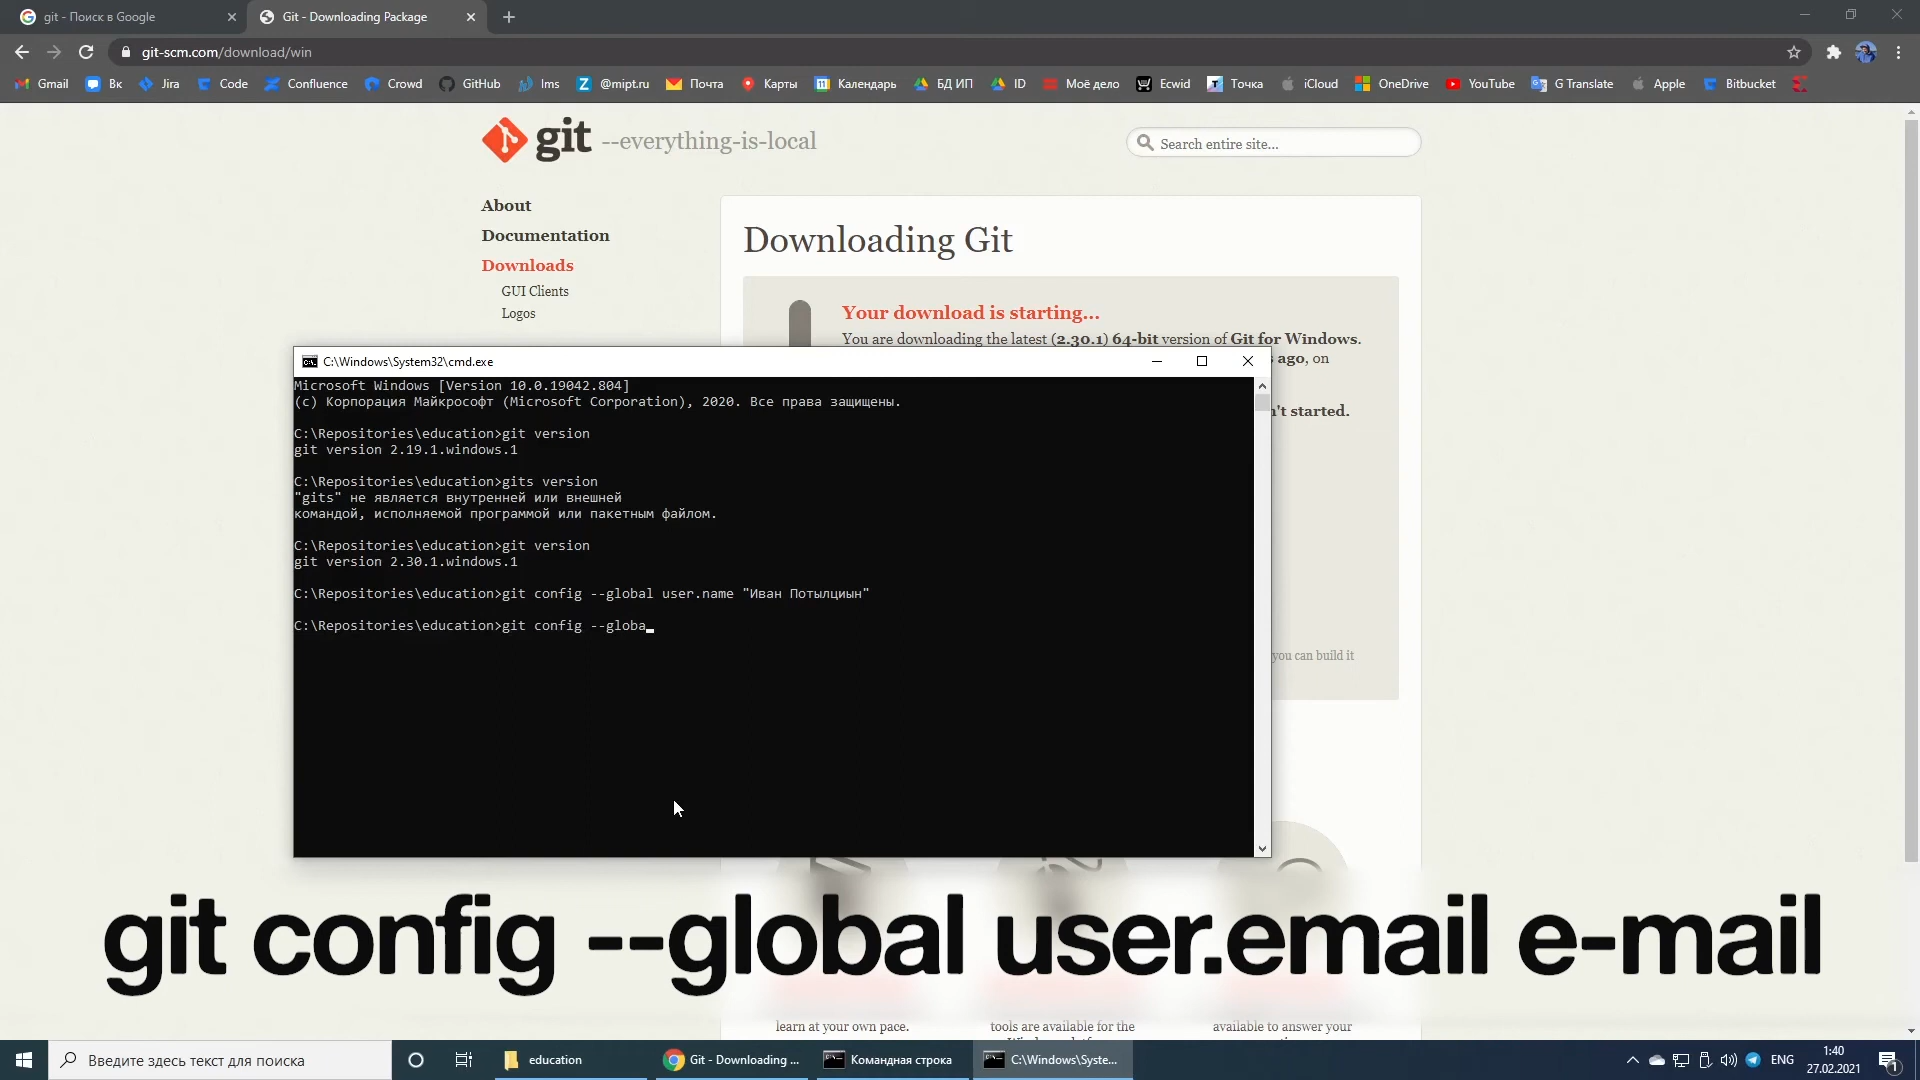 git - Поиск в Google
Git - Downloading Package
git-scm.com/download/win
Gmail
Вк
Jira
Code
Confluence
Crowd
GitHub
lms
@mipt.ru
Почта
Карты
Календарь
БД ИП
ID
Моё дело
Ecwid
Точка
iCloud
OneDrive
YouTube
G Translate
Apple
Bitbucket
git --everything-is-local
Search entire site...
About
Documentation
Downloads
GUI Clients
Logos
Downloading Git
Your download is starting...
You are downloading the latest (2.30.1) 64-bit version of Git for Windows.
ago, on
n't started.
you can build it
C:\Windows\System32\cmd.exe
Microsoft Windows [Version 10.0.19042.804]
(c) Корпорация Майкрософт (Microsoft Corporation), 2020. Все права защищены.
C:\Repositories\education>git version
git version 2.19.1.windows.1
C:\Repositories\education>gits version
"gits" не является внутренней или внешней
командой, исполняемой программой или пакетным файлом.
C:\Repositories\education>git version
git version 2.30.1.windows.1
C:\Repositories\education>git config --global user.name "Иван Потылциын"
C:\Repositories\education>git config --globa
git config --global user.email e-mail
learn at your own pace.
tools are available for the
available to answer your
Введите здесь текст для поиска
education
Git - Downloading ...
Командная строка
C:\Windows\Syste...
ENG
1:40
27.02.2021
1